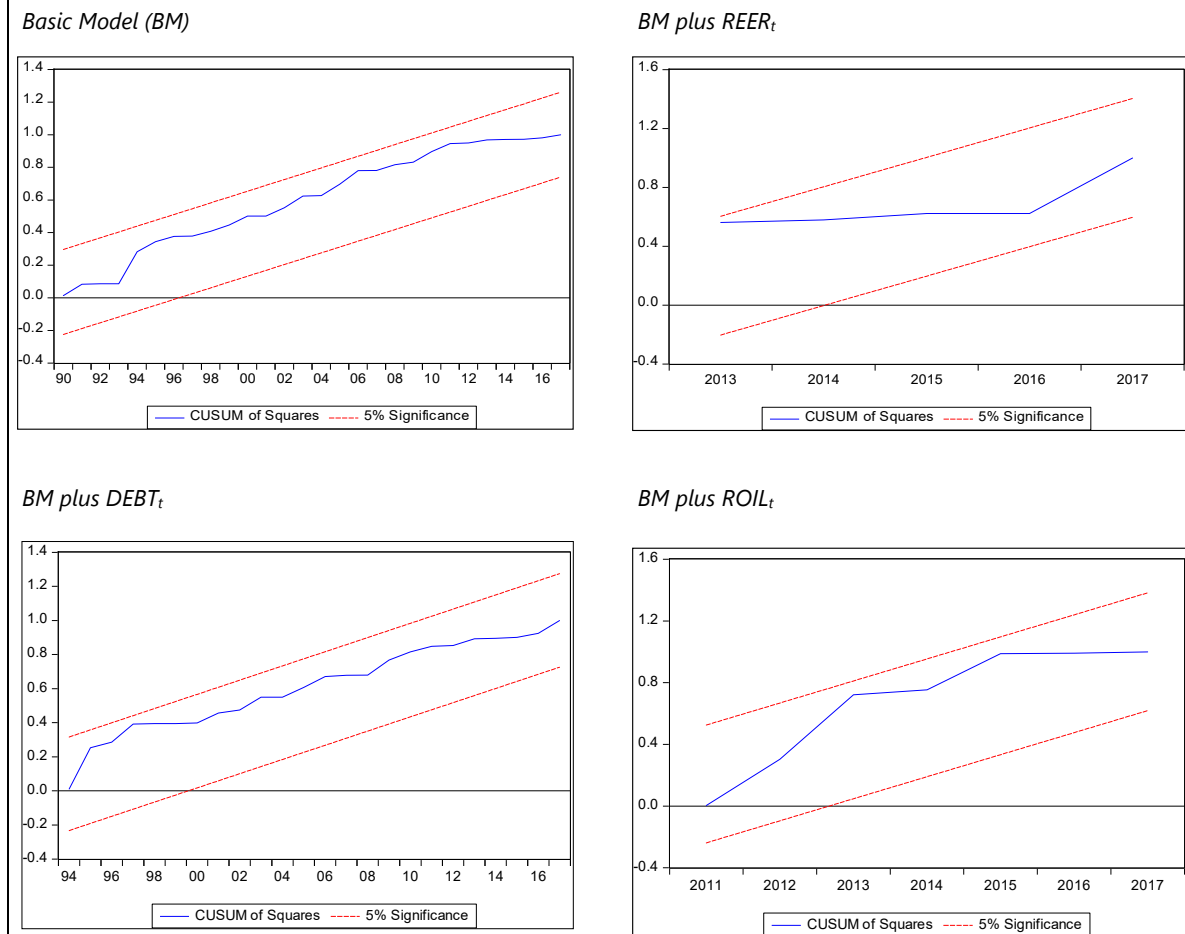 Basic Model (BM)
1.4
1.2
1.0
0.8
0.6
0.4
0.2
0.0
-0.2
-0.4
90 92 94 96 98 00 02 04 06 08 10 12 14 16
CUSUM of Squares 5% Significance
BM plus REERt
1.6
1.2
0.8
0.4
0.0
-0.4
2013 2014 2015 2016 2017
CUSUM of Squares 5% Significance
BM plus DEBTt
1.4
1.2
1.0
0.8
0.6
0.4
0.2
0.0
-0.2
-0.4
94 96 98 00 02 04 06 08 10 12 14 16
CUSUM of Squares 5% Significance
BM plus ROILt
1.6
1.2
0.8
0.4
0.0
-0.4
2011 2012 2013 2014 2015 2016 2017
CUSUM of Squares 5% Significance